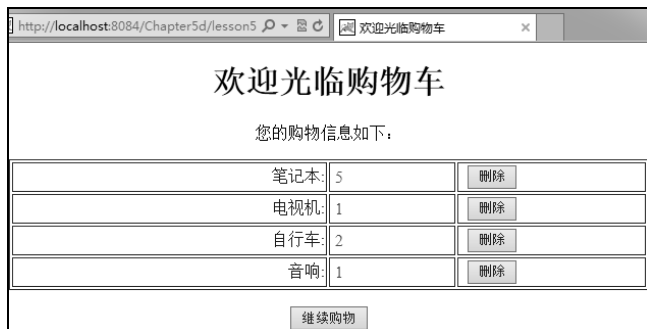 http://localhost:8084/Chapter5d/lesson5 欢迎光临购物车
欢迎光临购物车
您的购物信息如下：
笔记本: 5 删除
电视机: 1 删除
自行车: 2 删除
音响: 1 删除
继续购物